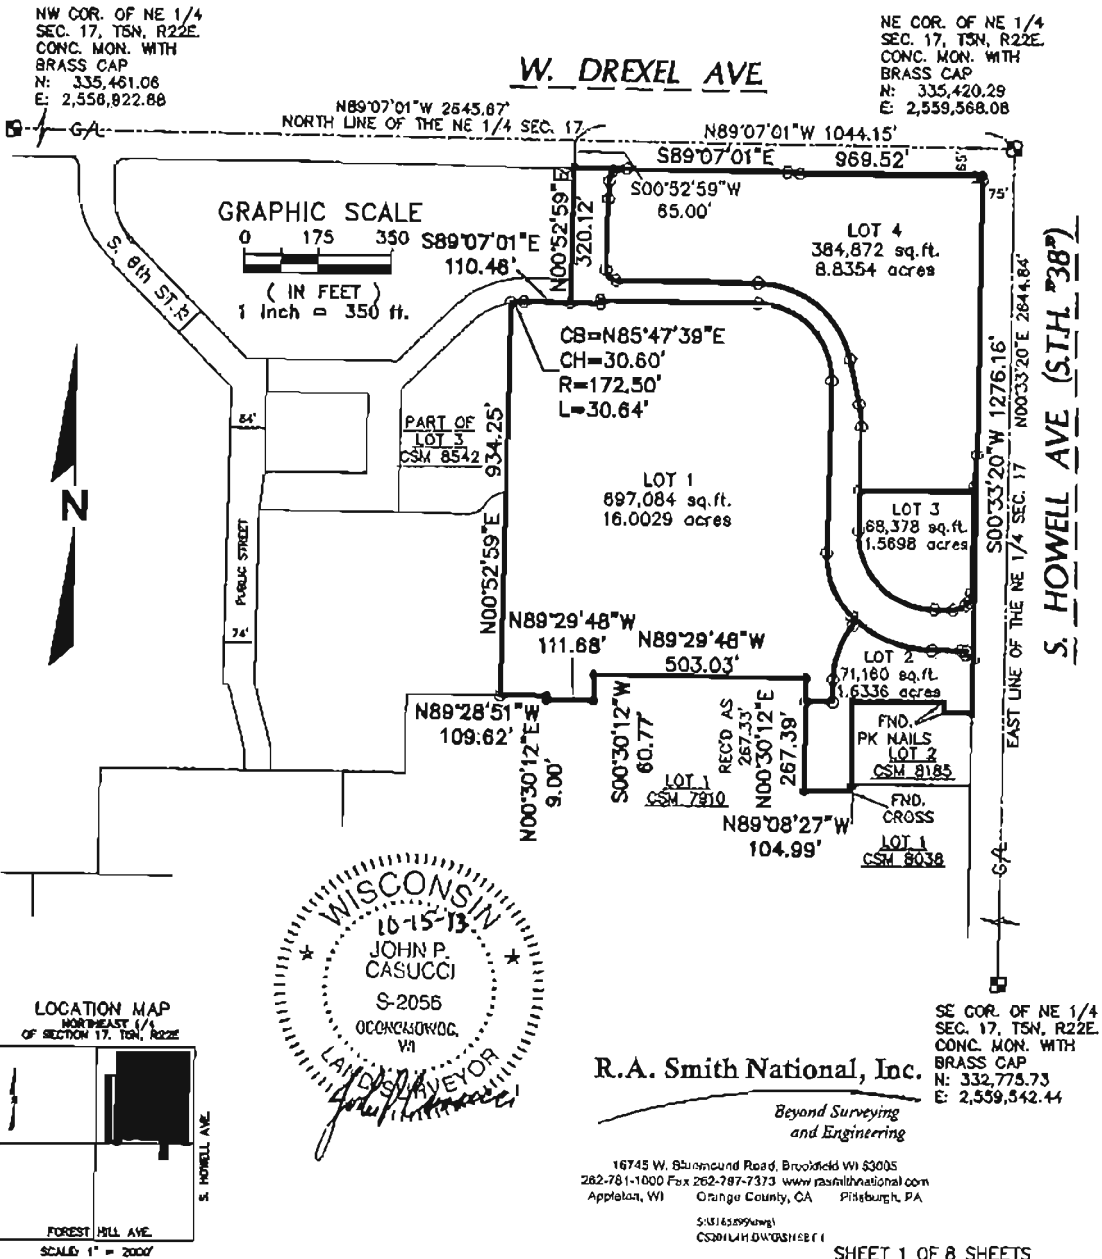 NW COR. OF NE 1/4
SEC. 17, T5N, R22E.
CONC. MON. WITH
BRASS CAP
N: 335,461.06
E: 2,556,922.88
NE COR. OF NE 1/4
SEC. 17, T5N, R22E.
CONC. MON. WITH
BRASS CAP
N: 335,420.29
E: 2,559,568.08
W. DREXEL AVE
N89°07'01"W 2645.67'
NORTH LINE OF THE NE 1/4 SEC. 17
N89°07'01"W 1044.15'
S89°07'01"E 969.52'
65'
75'
S00°52'59"W
65.00'
N00°52'59"E
320.12'
GRAPHIC SCALE
0 175 350
( IN FEET )
1 inch = 350 ft.
S89°07'01"E
110.48'
LOT 4
384,872 sq.ft.
8.8354 acres
S. 6th ST.
CB=N85°47'39"E
CH=30.60'
R=172.50'
L=30.64'
84'
PART OF
LOT 3
CSM 8542
N00°52'59"E 934.25'
LOT 1
697,084 sq.ft.
16.0029 acres
LOT 3
68,378 sq.ft.
1.5698 acres
S00°33'20"W 1276.16'
N00°33'20"E 2644.84'
EAST LINE OF THE NE 1/4 SEC. 17
S. HOWELL AVE (S.T.H. "38")
N
PUBLIC STREET
74'
N89°29'48"W
111.68'
N89°29'48"W
503.03'
LOT 2
71,160 sq.ft.
1.6336 acres
N89°28'51"W
109.62'
N00°30'12"E
9.00'
S00°30'12"W
60.77'
REC'D AS
267.33'
N00°30'12"E
267.39'
FND.
PK NAILS
LOT 2
CSM 8185
LOT 1
CSM 7910
FND.
CROSS
N89°08'27"W
104.99'
LOT 1
CSM 8038
WISCONSIN
10-15-13
JOHN P.
CASUCCI
S-2056
OCONOMOWOC,
WI
LAND SURVEYOR
LOCATION MAP
NORTHEAST 1/4
OF SECTION 17, T5N, R22E
S. HOWELL AVE.
FOREST HILL AVE.
SCALE: 1" = 2000'
SE COR. OF NE 1/4
SEC. 17, T5N, R22E.
CONC. MON. WITH
BRASS CAP
N: 332,775.73
E: 2,559,542.44
R.A. Smith National, Inc.
Beyond Surveying
and Engineering
16745 W. Bluemound Road, Brookfield WI 53005
262-781-1000 Fax 262-797-7373 www.rasmithnational.com
Appleton, WI Orange County, CA Pittsburgh, PA
SHEET 1 OF 8 SHEETS